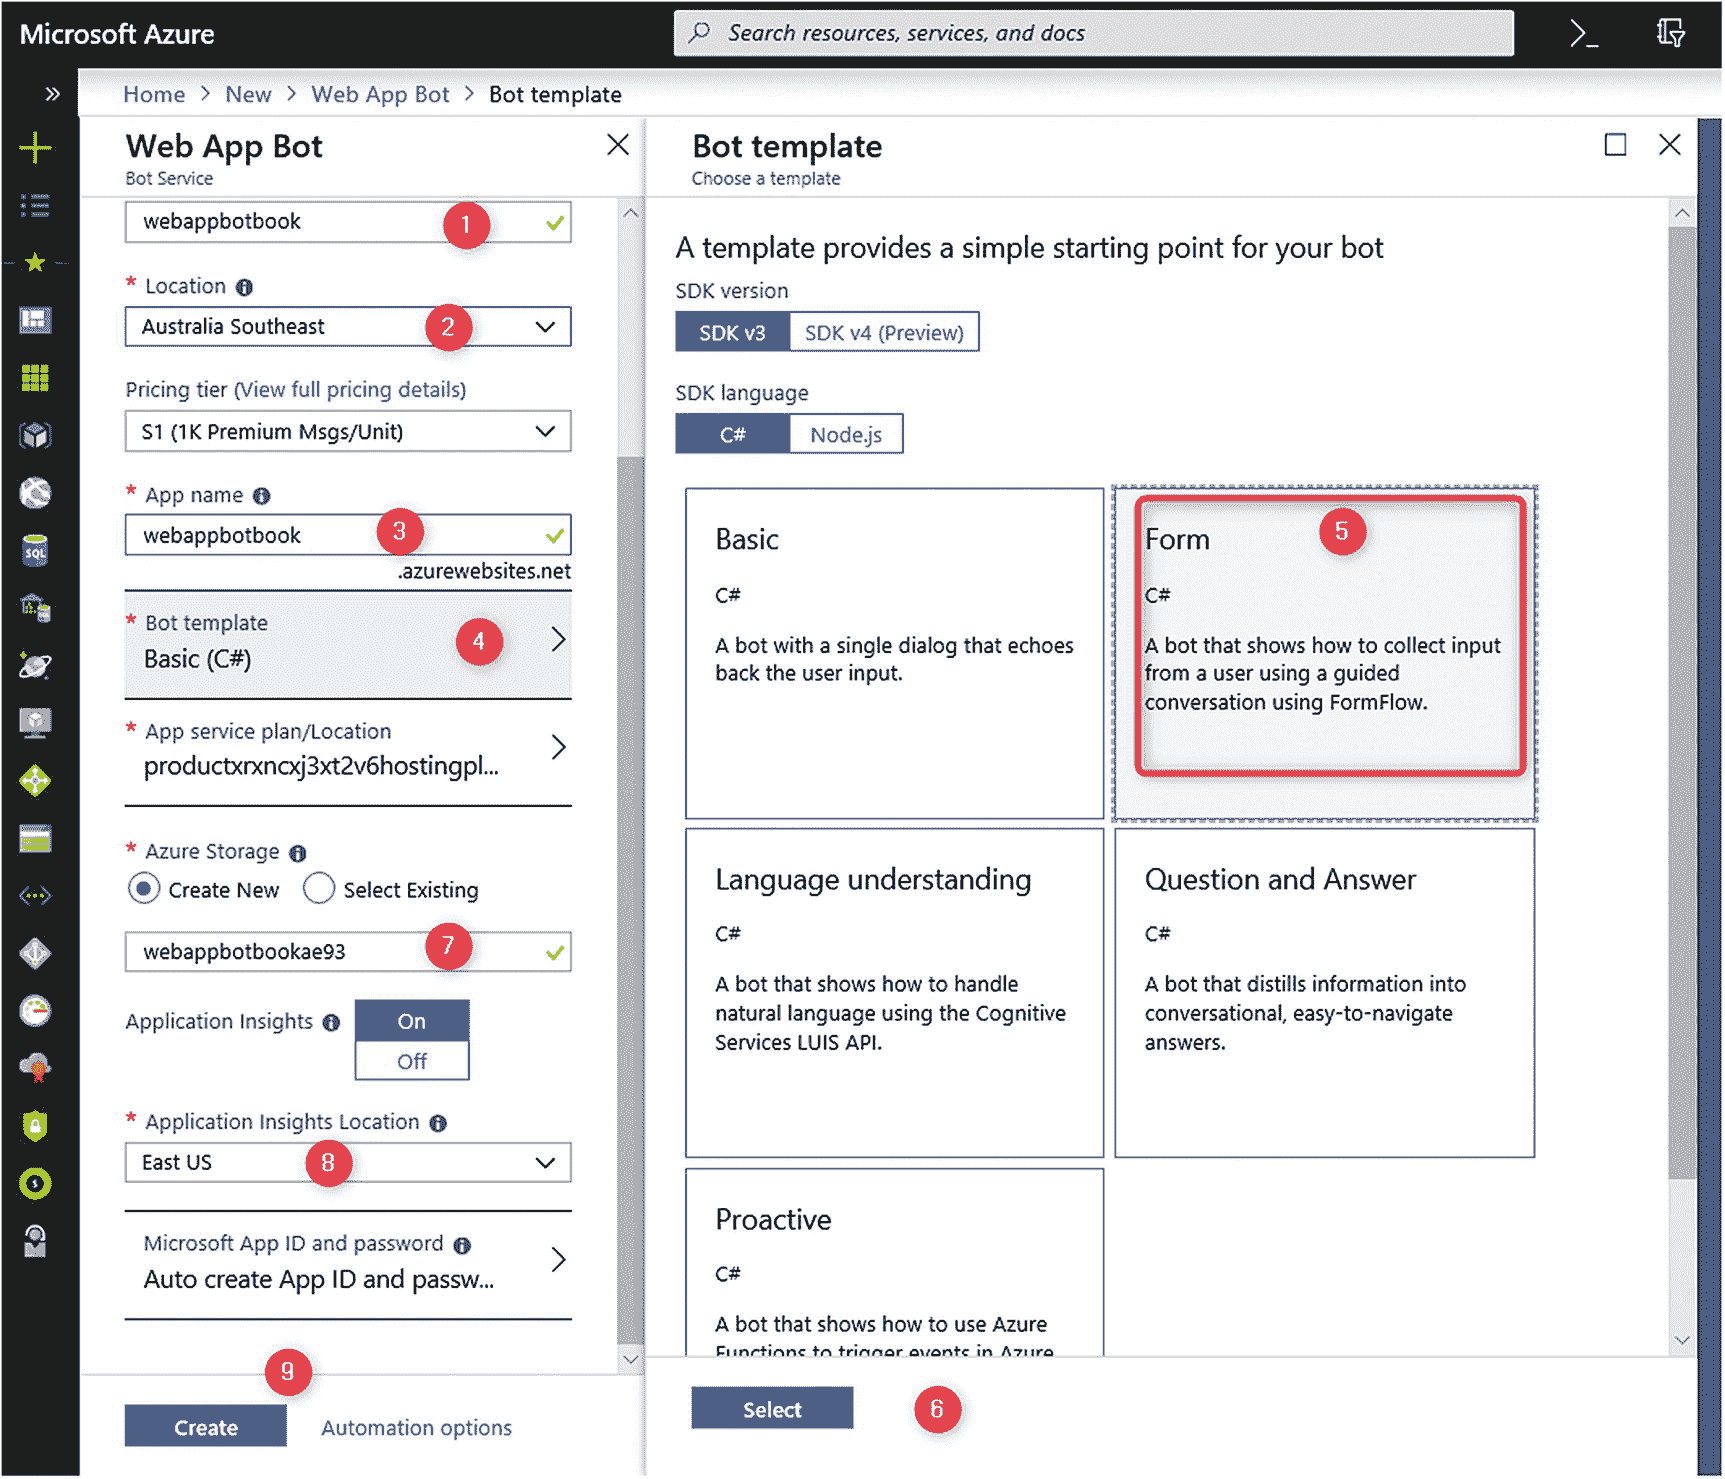 Microsoft Azure
Search resources, services, and docs
Home > New > Web App Bot > Bot template
Web App Bot
Bot Service
webappbotbook
1
* Location
Australia Southeast
2
Pricing tier (View full pricing details)
S1 (1K Premium Msgs/Unit)
* App name
webappbotbook
3
.azurewebsites.net
* Bot template
Basic (C#)
4
* App service plan/Location
productxrxncxj3xt2v6hostingpl...
* Azure Storage
Create New
Select Existing
webappbotbookae93
7
Application Insights
On
Off
* Application Insights Location
East US
8
Microsoft App ID and password
Auto create App ID and passw...
9
Create
Automation options
Bot template
Choose a template
A template provides a simple starting point for your bot
SDK version
SDK v3
SDK v4 (Preview)
SDK language
C#
Node.js
Basic
C#
A bot with a single dialog that echoes
back the user input.
Form
5
C#
A bot that shows how to collect input
from a user using a guided
conversation using FormFlow.
Language understanding
C#
A bot that shows how to handle
natural language using the Cognitive
Services LUIS API.
Question and Answer
C#
A bot that distills information into
conversational, easy-to-navigate
answers.
Proactive
C#
A bot that shows how to use Azure
Functions to trigger events in Azure
Select
6
SQL